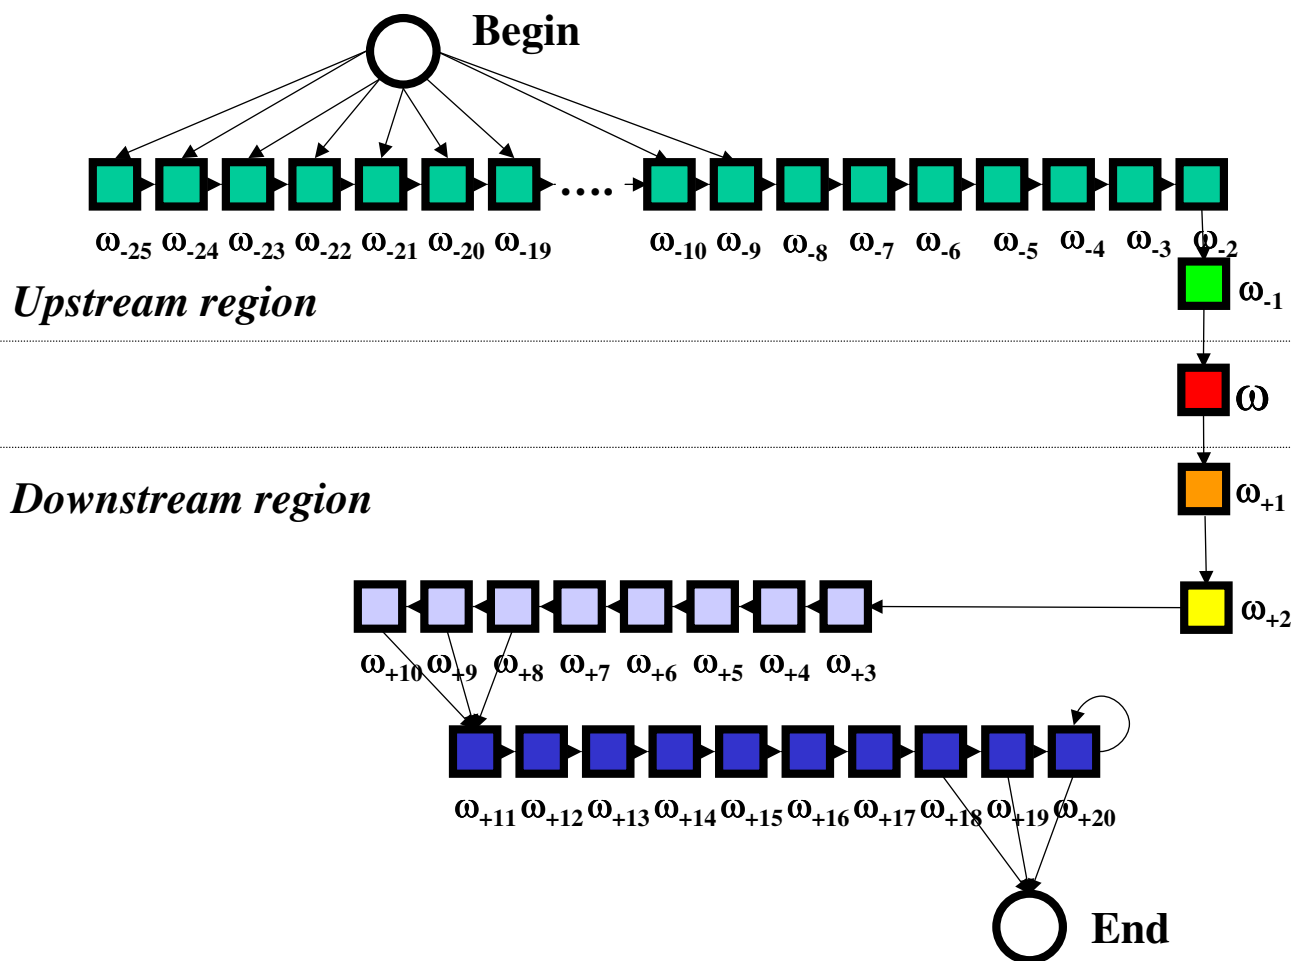 Begin
....
ω-25 ω-24 ω-23 ω-22 ω-21 ω-20 ω-19 ω-10 ω-9 ω-8 ω-7 ω-6 ω-5 ω-4 ω-3 ω-2
Upstream region
ω-1
ω
Downstream region
ω+1
ω+2
ω+10 ω+9 ω+8 ω+7 ω+6 ω+5 ω+4 ω+3
ω+11 ω+12 ω+13 ω+14 ω+15 ω+16 ω+17 ω+18 ω+19 ω+20
End